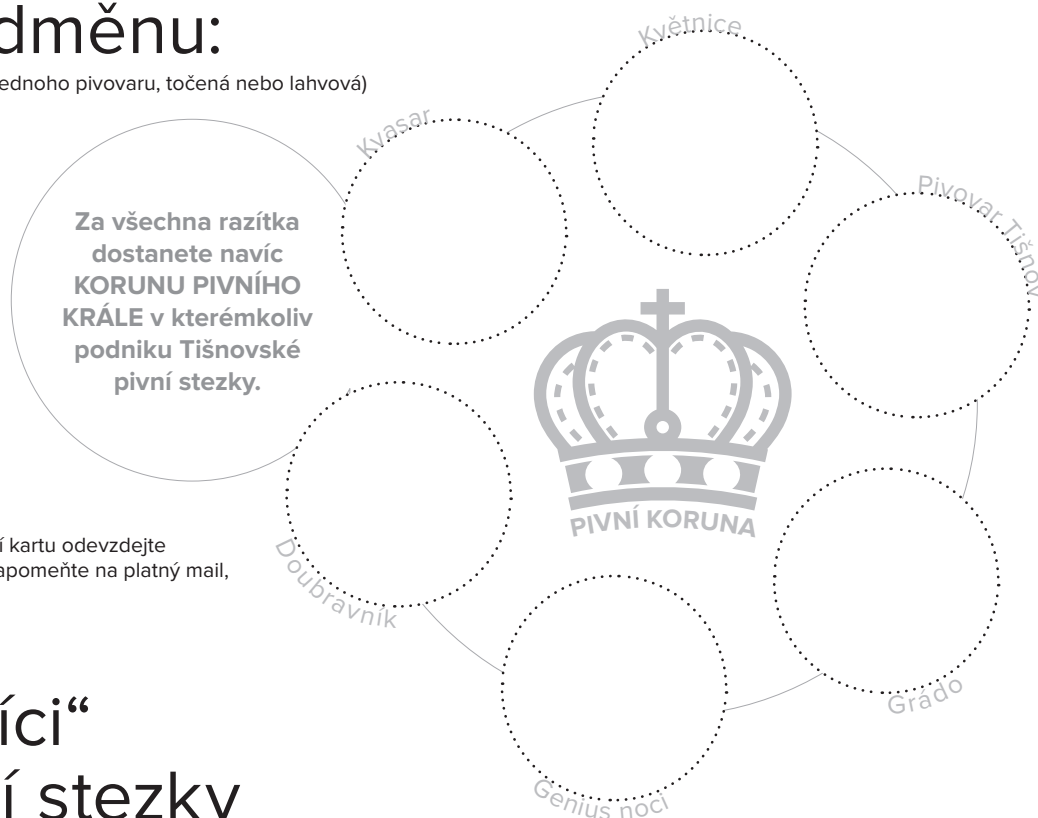 dměnu:
ednoho pivovaru, točená nebo lahvová)
Květnice
Kvasar
Pivovar Tišnov
Za všechna razítka
dostanete navíc
KORUNU PIVNÍHO
KRÁLE v kterémkoliv
podniku Tišnovské
pivní stezky.
PIVNÍ KORUNA
í kartu odevzdejte
apomeňte na platný mail,
Doubravník
Grádo
Genius noci
íci“
í stezky